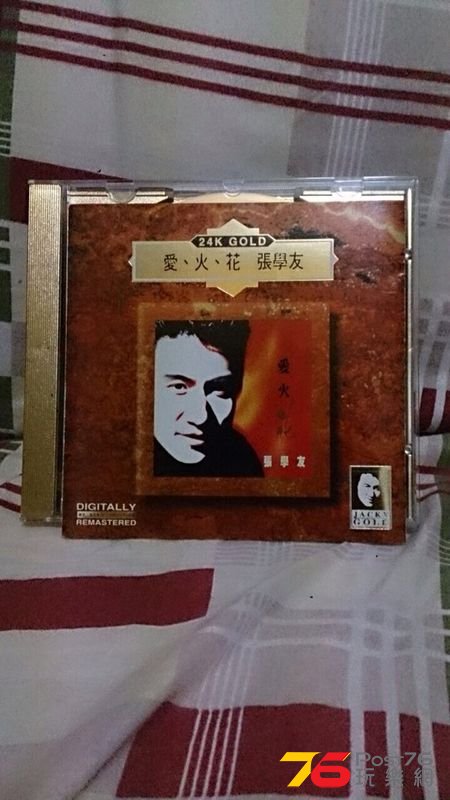 24K GOLD
愛、火、花 張學友
愛火
張學友
DIGITALLY
REMASTERED
JACKY
GOLD
76 Post76
玩樂網